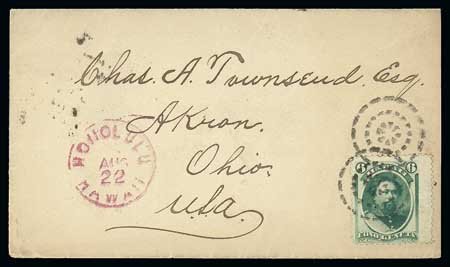 Chas. A. Townsend, Esq.
Akron,
Ohio.
USA.
HONOLULU
AUG
22
HAWAII